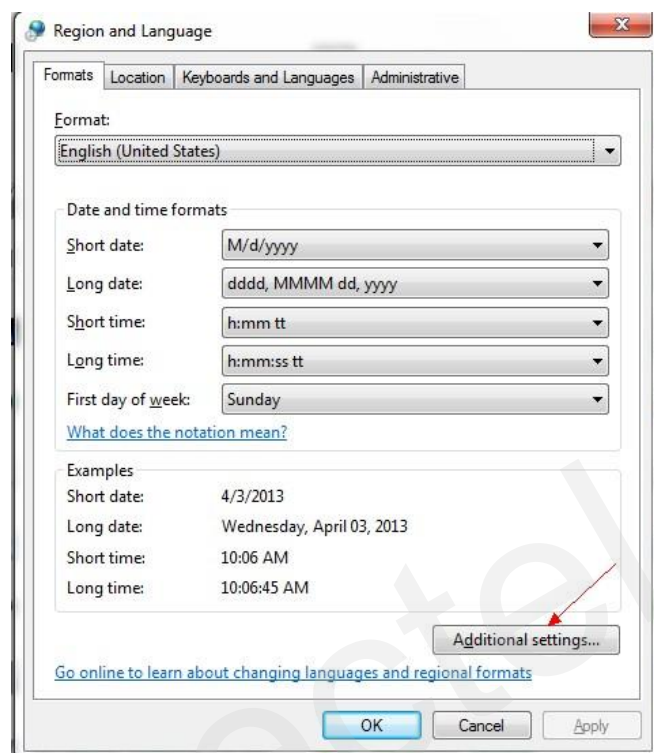 Region and Language
Formats Location Keyboards and Languages Administrative
Format:
English (United States)
Date and time formats
Short date: M/d/yyyy
Long date: dddd, MMMM dd, yyyy
Short time: h:mm tt
Long time: h:mm:ss tt
First day of week: Sunday
What does the notation mean?
Examples
Short date: 4/3/2013
Long date: Wednesday, April 03, 2013
Short time: 10:06 AM
Long time: 10:06:45 AM
Additional settings...
Go online to learn about changing languages and regional formats
OK Cancel Apply